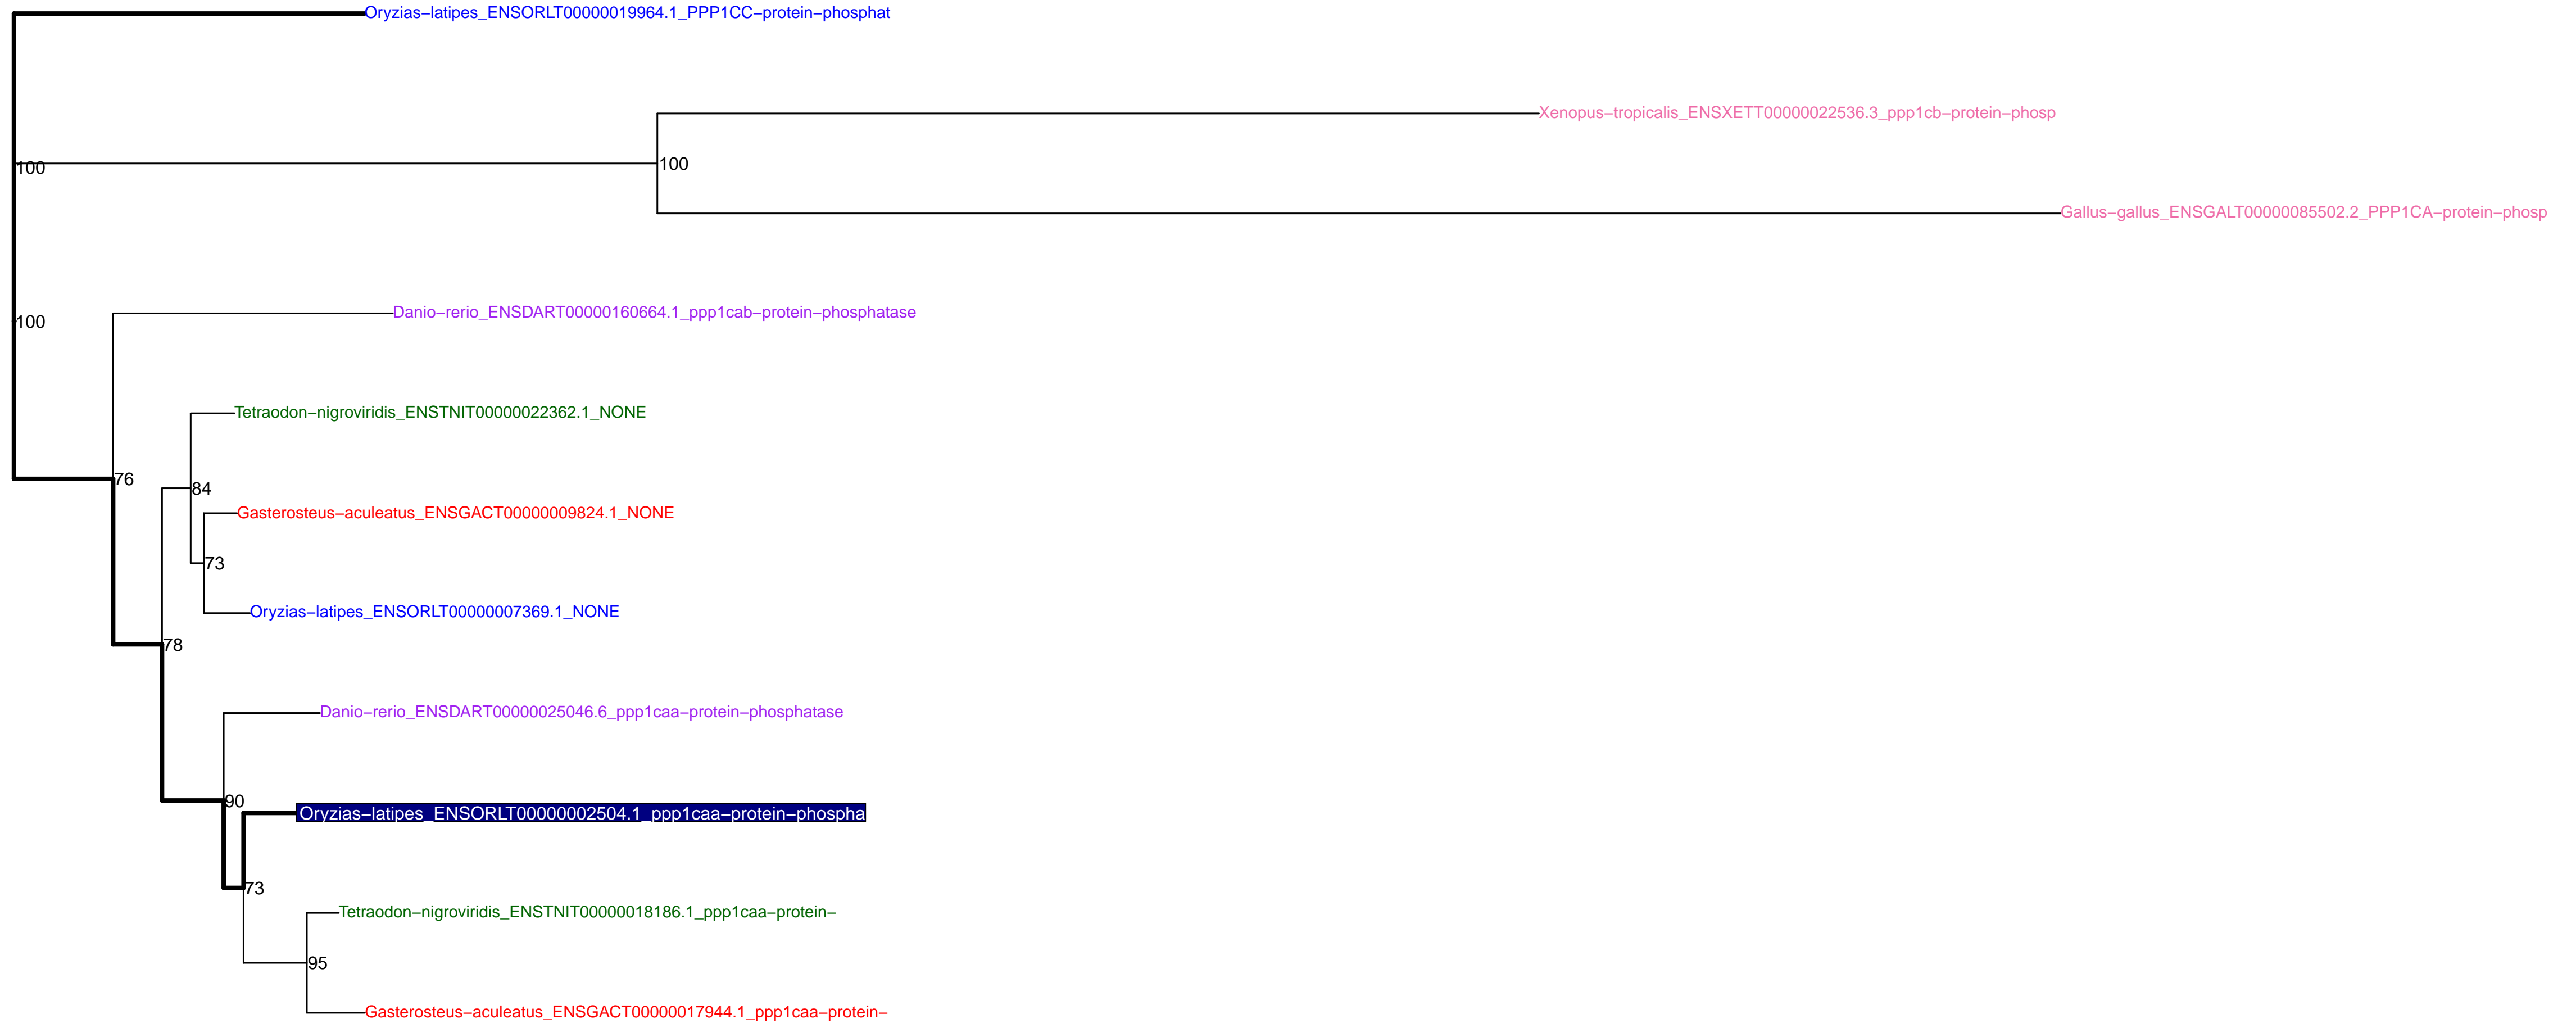 Oryzias−latipes_ENSORLT00000019964.1_PPP1CC−protein−phosphat
Xenopus−tropicalis_ENSXETT00000022536.3_ppp1cb−protein−phosp
100
100
Gallus−gallus_ENSGALT00000085502.2_PPP1CA−protein−phosp
Danio−rerio_ENSDART00000160664.1_ppp1cab−protein−phosphatase
100
Tetraodon−nigroviridis_ENSTNIT00000022362.1_NONE
76
84
Gasterosteus−aculeatus_ENSGACT00000009824.1_NONE
73
Oryzias−latipes_ENSORLT00000007369.1_NONE
78
Danio−rerio_ENSDART00000025046.6_ppp1caa−protein−phosphatase
90
Oryzias−latipes_ENSORLT00000002504.1_ppp1caa−protein−phospha
73
Tetraodon−nigroviridis_ENSTNIT00000018186.1_ppp1caa−protein−
95
Gasterosteus−aculeatus_ENSGACT00000017944.1_ppp1caa−protein−